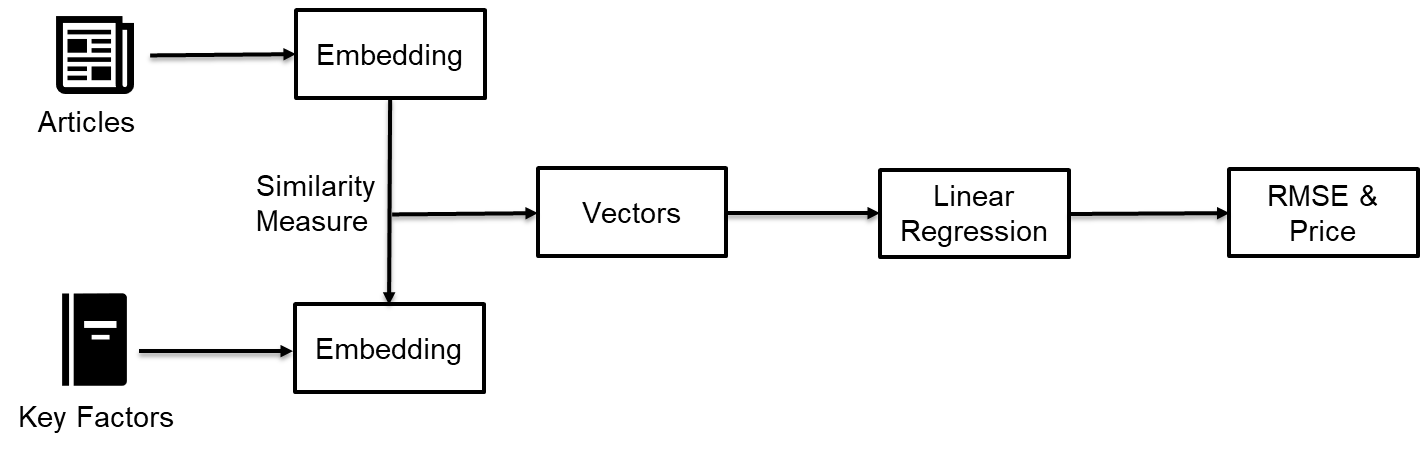 Articles
Embedding
Similarity
Measure
Vectors
Linear
Regression
RMSE &
Price
Key Factors
Embedding